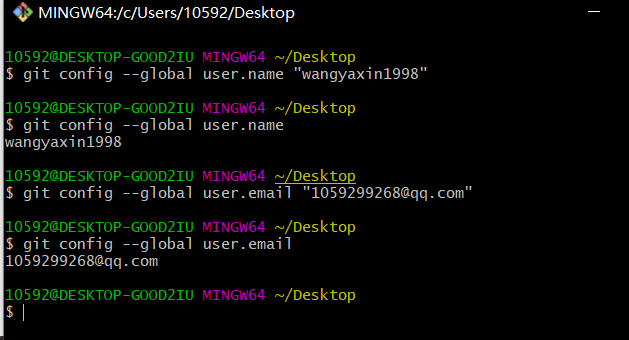 MINGW64:/c/Users/10592/Desktop
10592@DESKTOP-GOOD2IU MINGW64 ~/Desktop
$ git config --global user.name "wangyaxin1998"
10592@DESKTOP-GOOD2IU MINGW64 ~/Desktop
$ git config --global user.name
wangyaxin1998
10592@DESKTOP-GOOD2IU MINGW64 ~/Desktop
$ git config --global user.email "1059299268@qq.com"
10592@DESKTOP-GOOD2IU MINGW64 ~/Desktop
$ git config --global user.email
1059299268@qq.com
10592@DESKTOP-GOOD2IU MINGW64 ~/Desktop
$